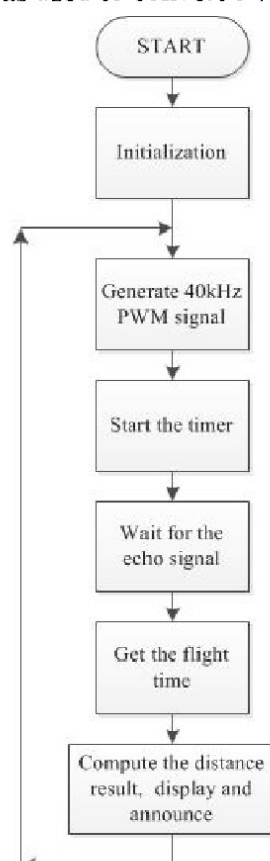 START
Initialization
Generate 40kHz
PWM signal
Start the timer
Wait for the
echo signal
Get the flight
time
Compute the distance
result, display and
announce